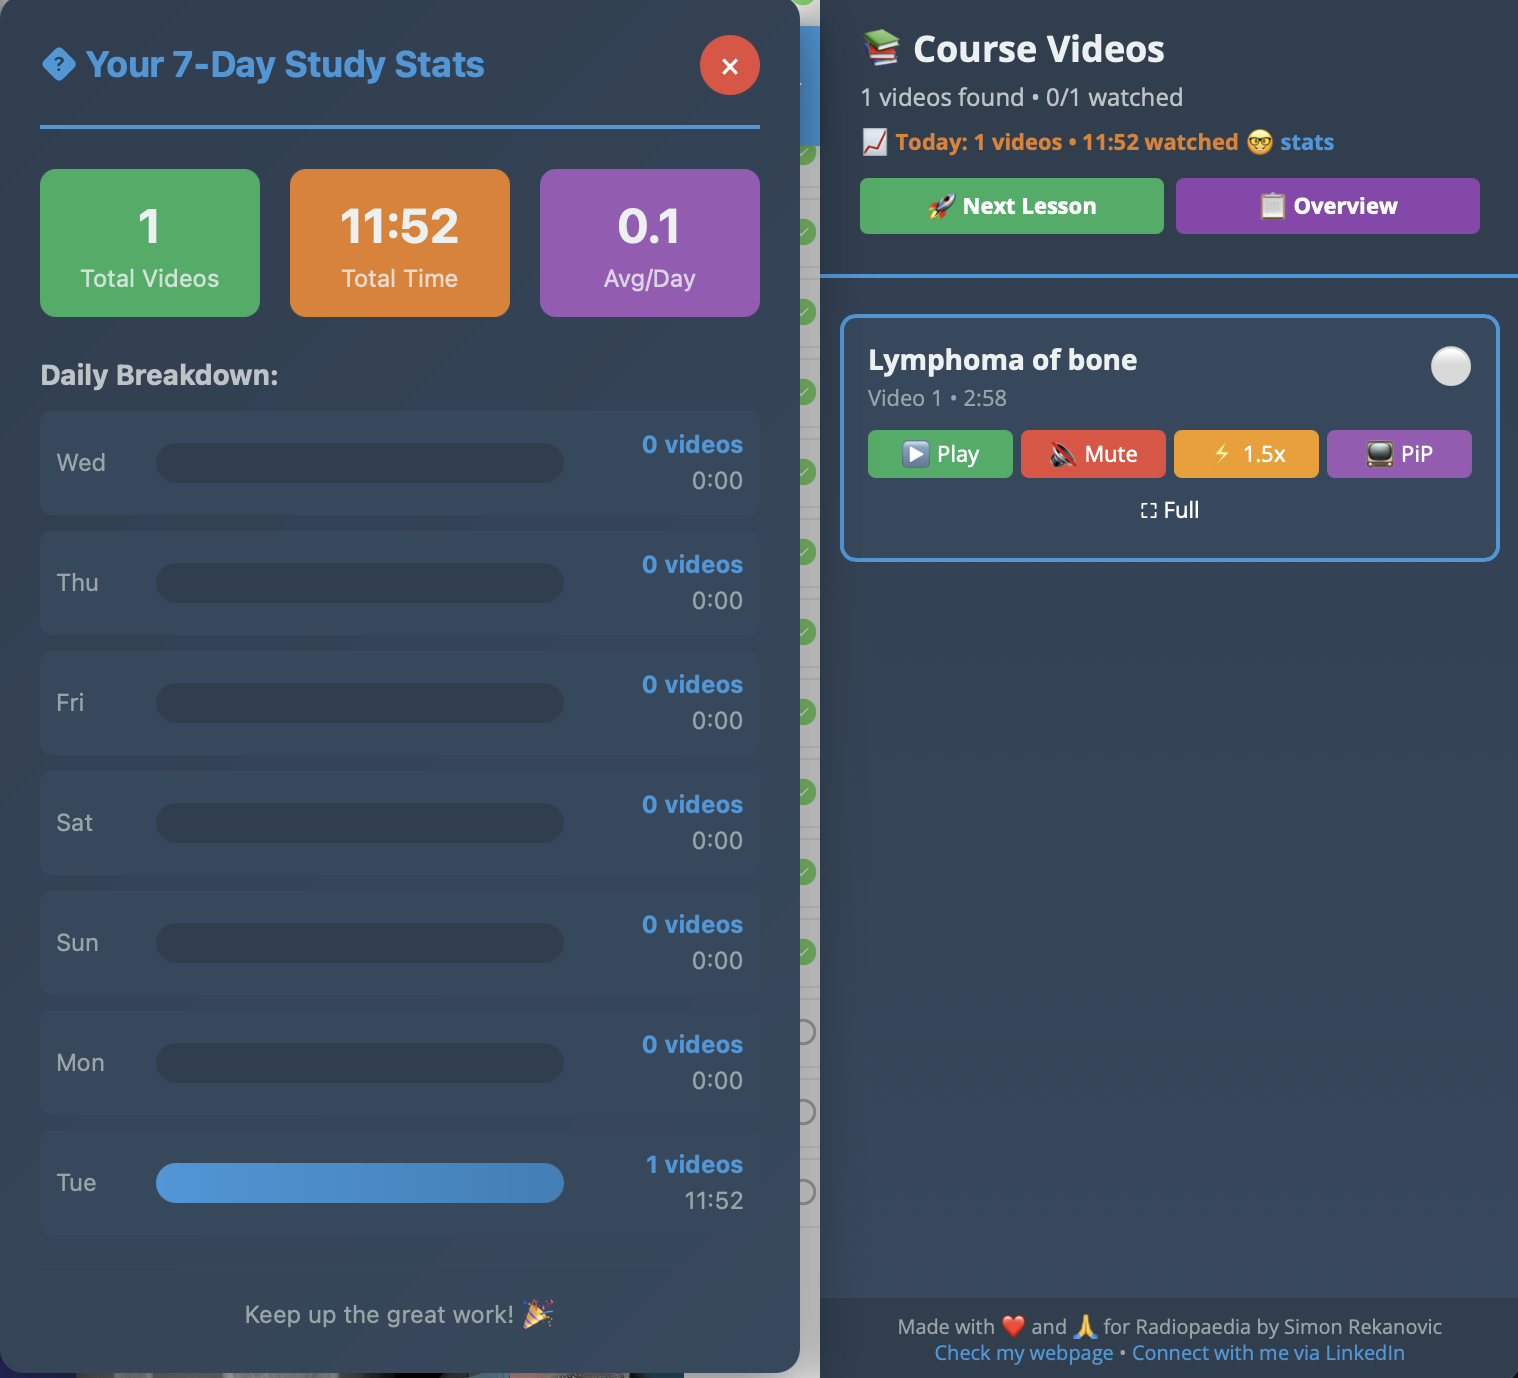 Your 7-Day Study Stats
×
1
Total Videos
11:52
Total Time
0.1
Avg/Day
Daily Breakdown:
Wed
0 videos
0:00
Thu
0 videos
0:00
Fri
0 videos
0:00
Sat
0 videos
0:00
Sun
0 videos
0:00
Mon
0 videos
0:00
Tue
1 videos
11:52
Keep up the great work! 🎉
📚 Course Videos
1 videos found • 0/1 watched
📈 Today: 1 videos • 11:52 watched 🤓 stats
🚀 Next Lesson
📋 Overview
Lymphoma of bone
Video 1 • 2:58
▶️ Play
🔇 Mute
⚡ 1.5x
📺 PiP
⛶ Full
Made with ❤️ and 🙏 for Radiopaedia by Simon Rekanovic
Check my webpage • Connect with me via LinkedIn